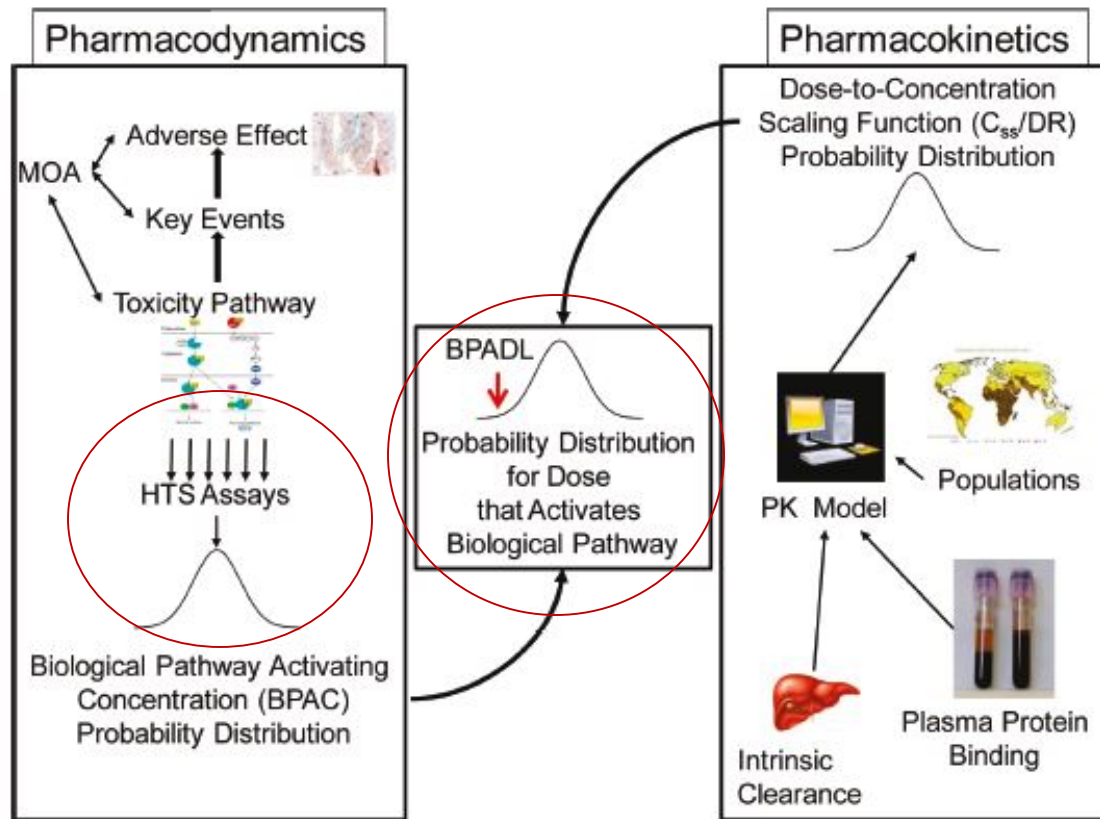 Pharmacodynamics
Adverse Effect
MOA
Key Events
Toxicity Pathway
HTS Assays
Biological Pathway Activating
Concentration (BPAC)
Probability Distribution
BPADL
Probability Distribution
for Dose
that Activates
Biological Pathway
Pharmacokinetics
Dose-to-Concentration
Scaling Function (Css/DR)
Probability Distribution
Populations
PK Model
Plasma Protein
Binding
Intrinsic
Clearance